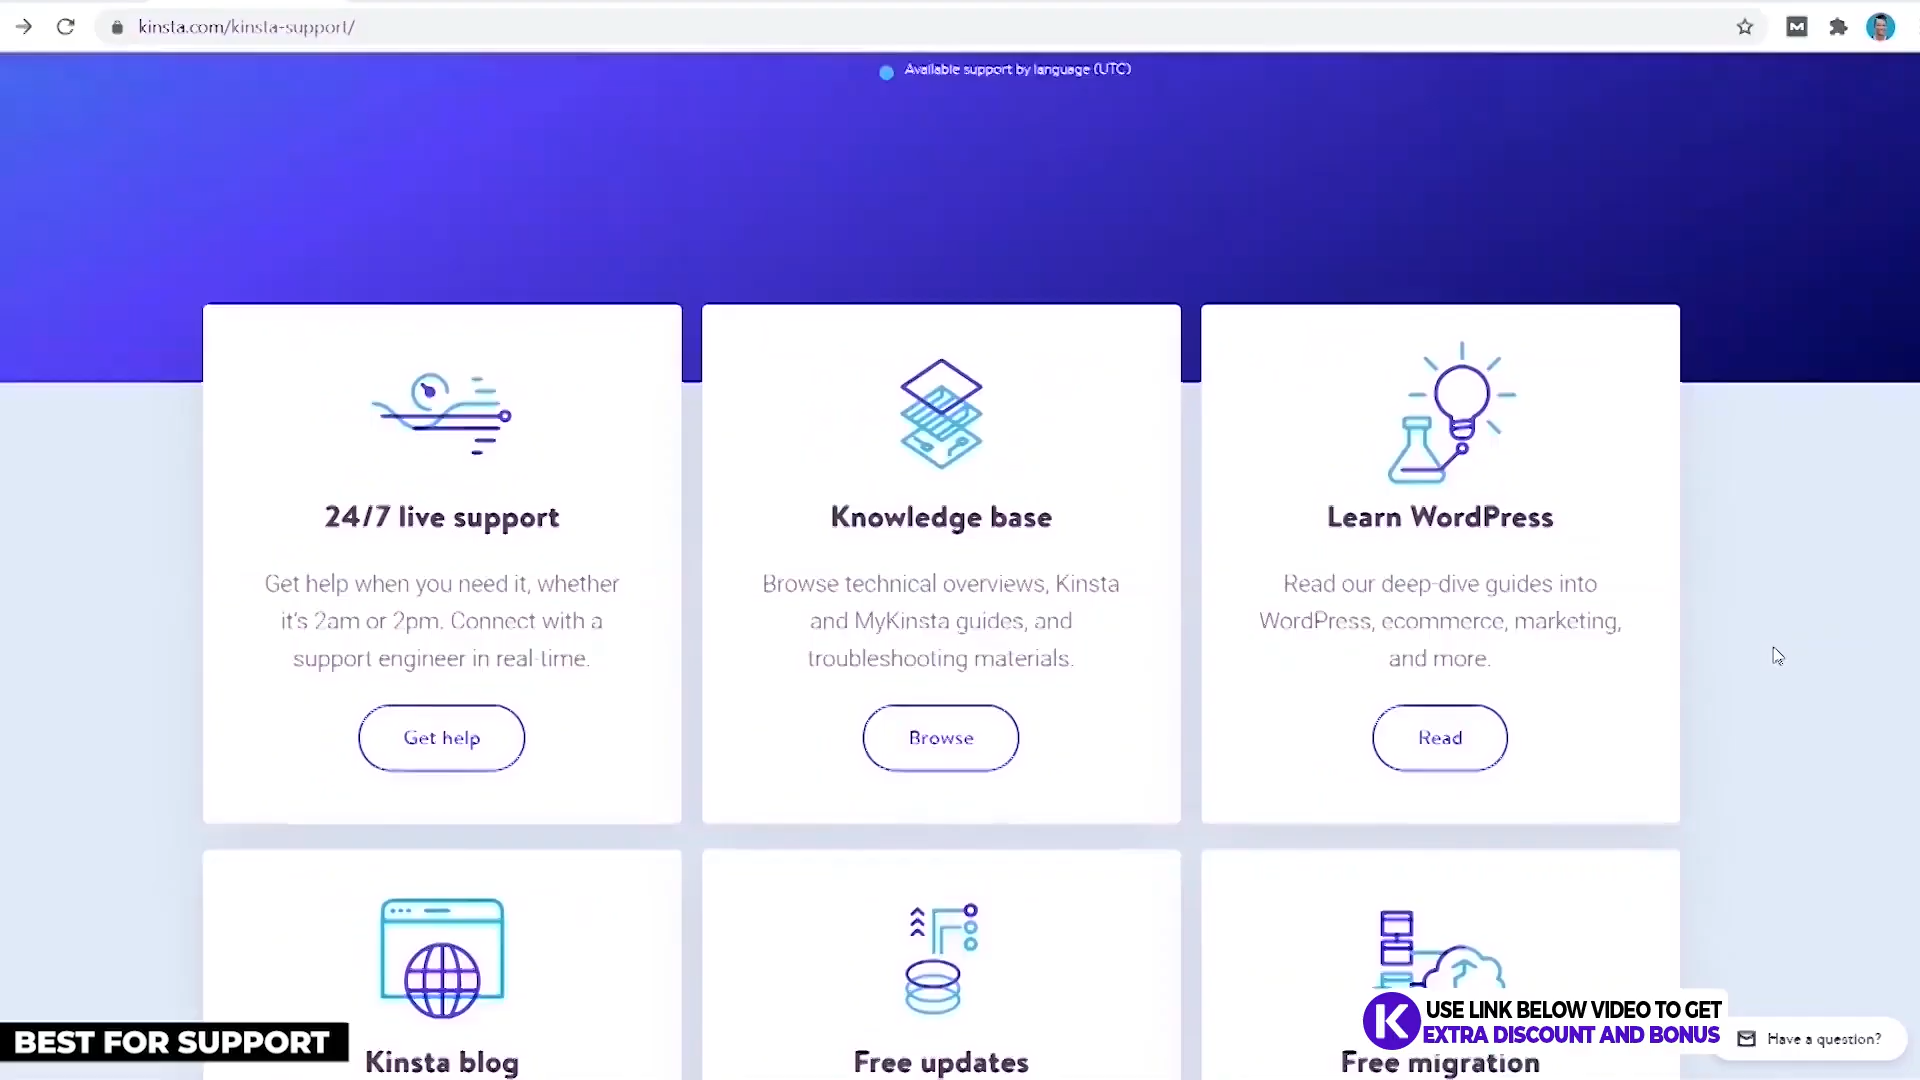 kinsta.com/kinsta-support/
Available support by language (UTC)
24/7 live support
Get help when you need it, whether
it's 2am or 2pm. Connect with a
support engineer in real-time.
Get help
Knowledge base
Browse technical overviews, Kinsta
and MyKinsta guides, and
troubleshooting materials.
Browse
Learn WordPress
Read our deep-dive guides into
WordPress, ecommerce, marketing,
and more.
Read
Kinsta blog
Free updates
Free migration
BEST FOR SUPPORT
K
USE LINK BELOW VIDEO TO GET
EXTRA DISCOUNT AND BONUS
Have a question?